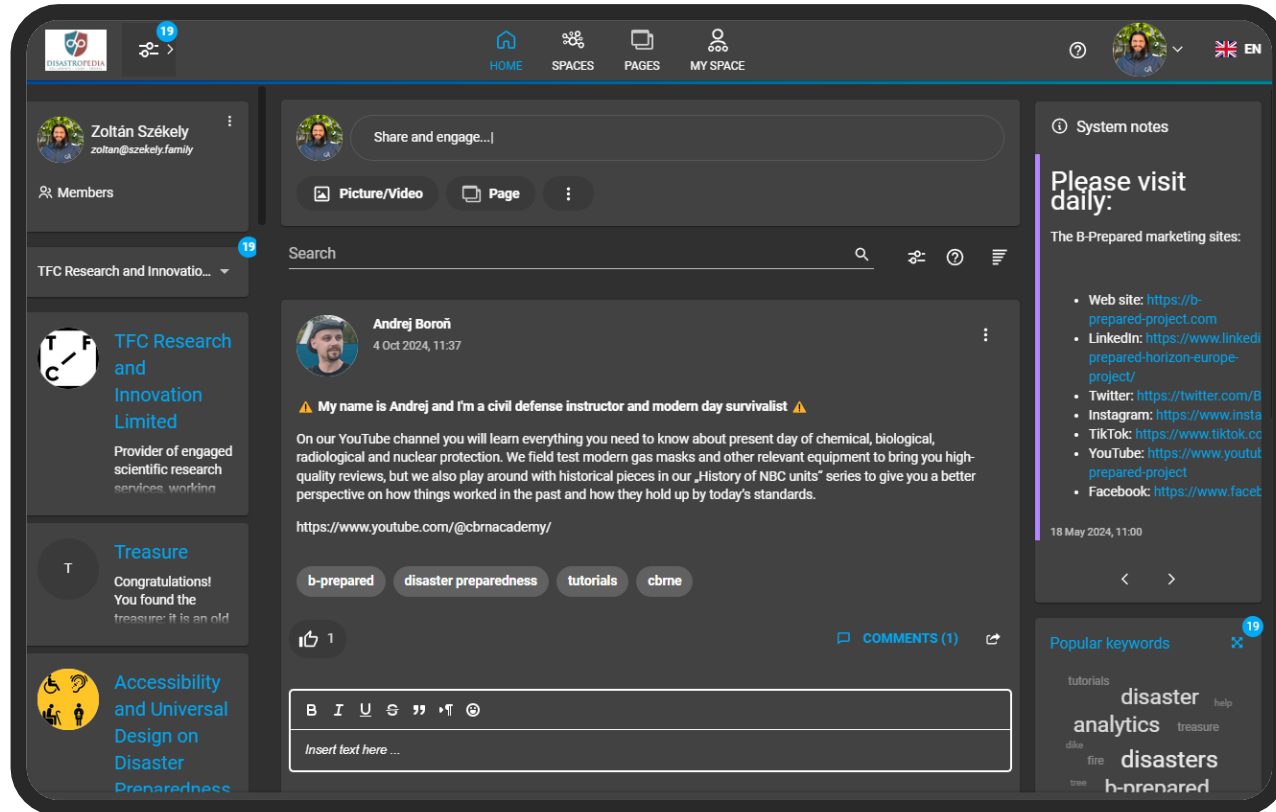 DISASTROPEDIA
19
HOME
SPACES
PAGES
MY SPACE
EN
Zoltán Székely
zoltan@szekely.family
Members
19
TFC Research and Innovatio...
T F
C
TFC Research
and
Innovation
Limited
Provider of engaged
scientific research
services, working
T
Treasure
Congratulations!
You found the
treasure: it is an old
Accessibility
and Universal
Design on
Disaster
Preparedness
Share and engage...
Picture/Video
Page
Search
Andrej Boroň
4 Oct 2024, 11:37
⚠ My name is Andrej and I'm a civil defense instructor and modern day survivalist ⚠
On our YouTube channel you will learn everything you need to know about present day of chemical, biological,
radiological and nuclear protection. We field test modern gas masks and other relevant equipment to bring you high-
quality reviews, but we also play around with historical pieces in our „History of NBC units“ series to give you a better
perspective on how things worked in the past and how they hold up by today's standards.
https://www.youtube.com/@cbrnacademy/
b-prepared
disaster preparedness
tutorials
cbrne
1
COMMENTS (1)
B I U S
Insert text here ...
System notes
Please visit
daily:
The B-Prepared marketing sites:
• Web site: https://b-
prepared-project.com
• LinkedIn: https://www.linkedi
prepared-horizon-europe-
project/
• Twitter: https://twitter.com/B
• Instagram: https://www.insta
• TikTok: https://www.tiktok.co
• YouTube: https://www.youtub
prepared-project
• Facebook: https://www.faceb
18 May 2024, 11:00
19
Popular keywords
tutorials
disaster help
analytics treasure
dike
fire disasters
tree b-prepared